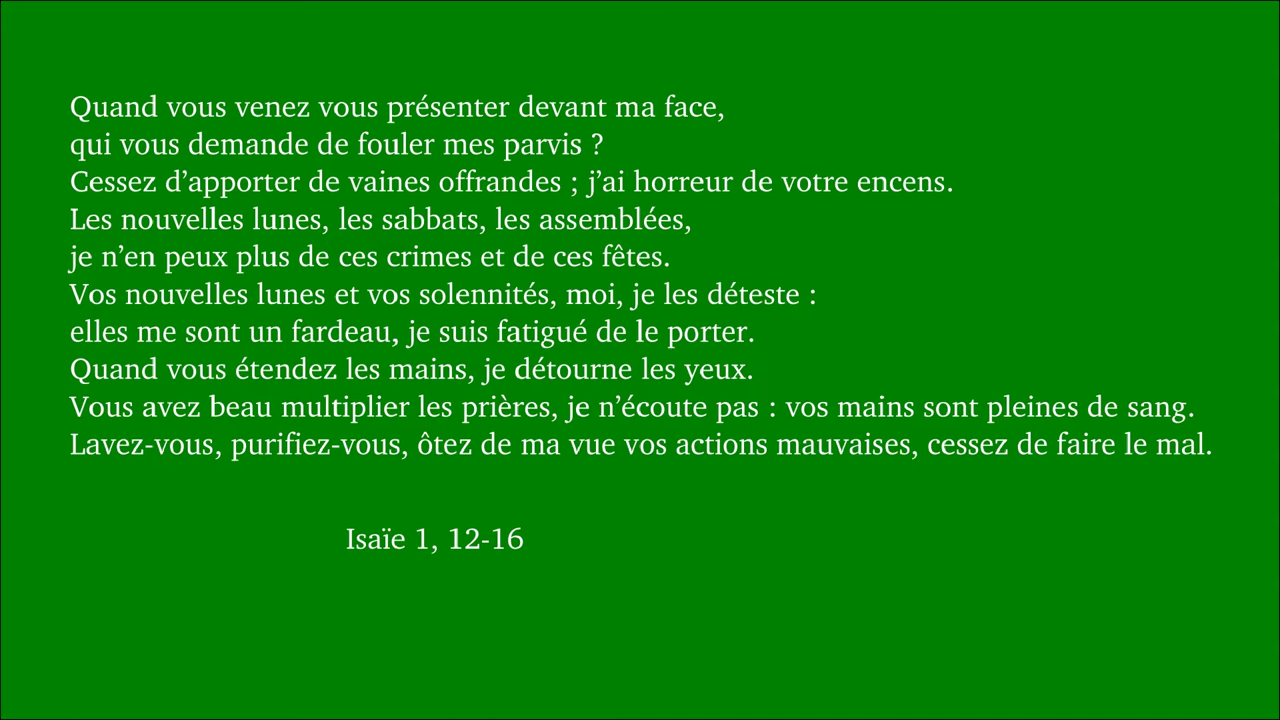 Quand vous venez vous présenter devant ma face,
qui vous demande de fouler mes parvis ?
Cessez d’apporter de vaines offrandes ; j’ai horreur de votre encens.
Les nouvelles lunes, les sabbats, les assemblées,
je n’en peux plus de ces crimes et de ces fêtes.
Vos nouvelles lunes et vos solennités, moi, je les déteste :
elles me sont un fardeau, je suis fatigué de le porter.
Quand vous étendez les mains, je détourne les yeux.
Vous avez beau multiplier les prières, je n’écoute pas : vos mains sont pleines de sang.
Lavez-vous, purifiez-vous, ôtez de ma vue vos actions mauvaises, cessez de faire le mal.
Isaïe 1, 12-16